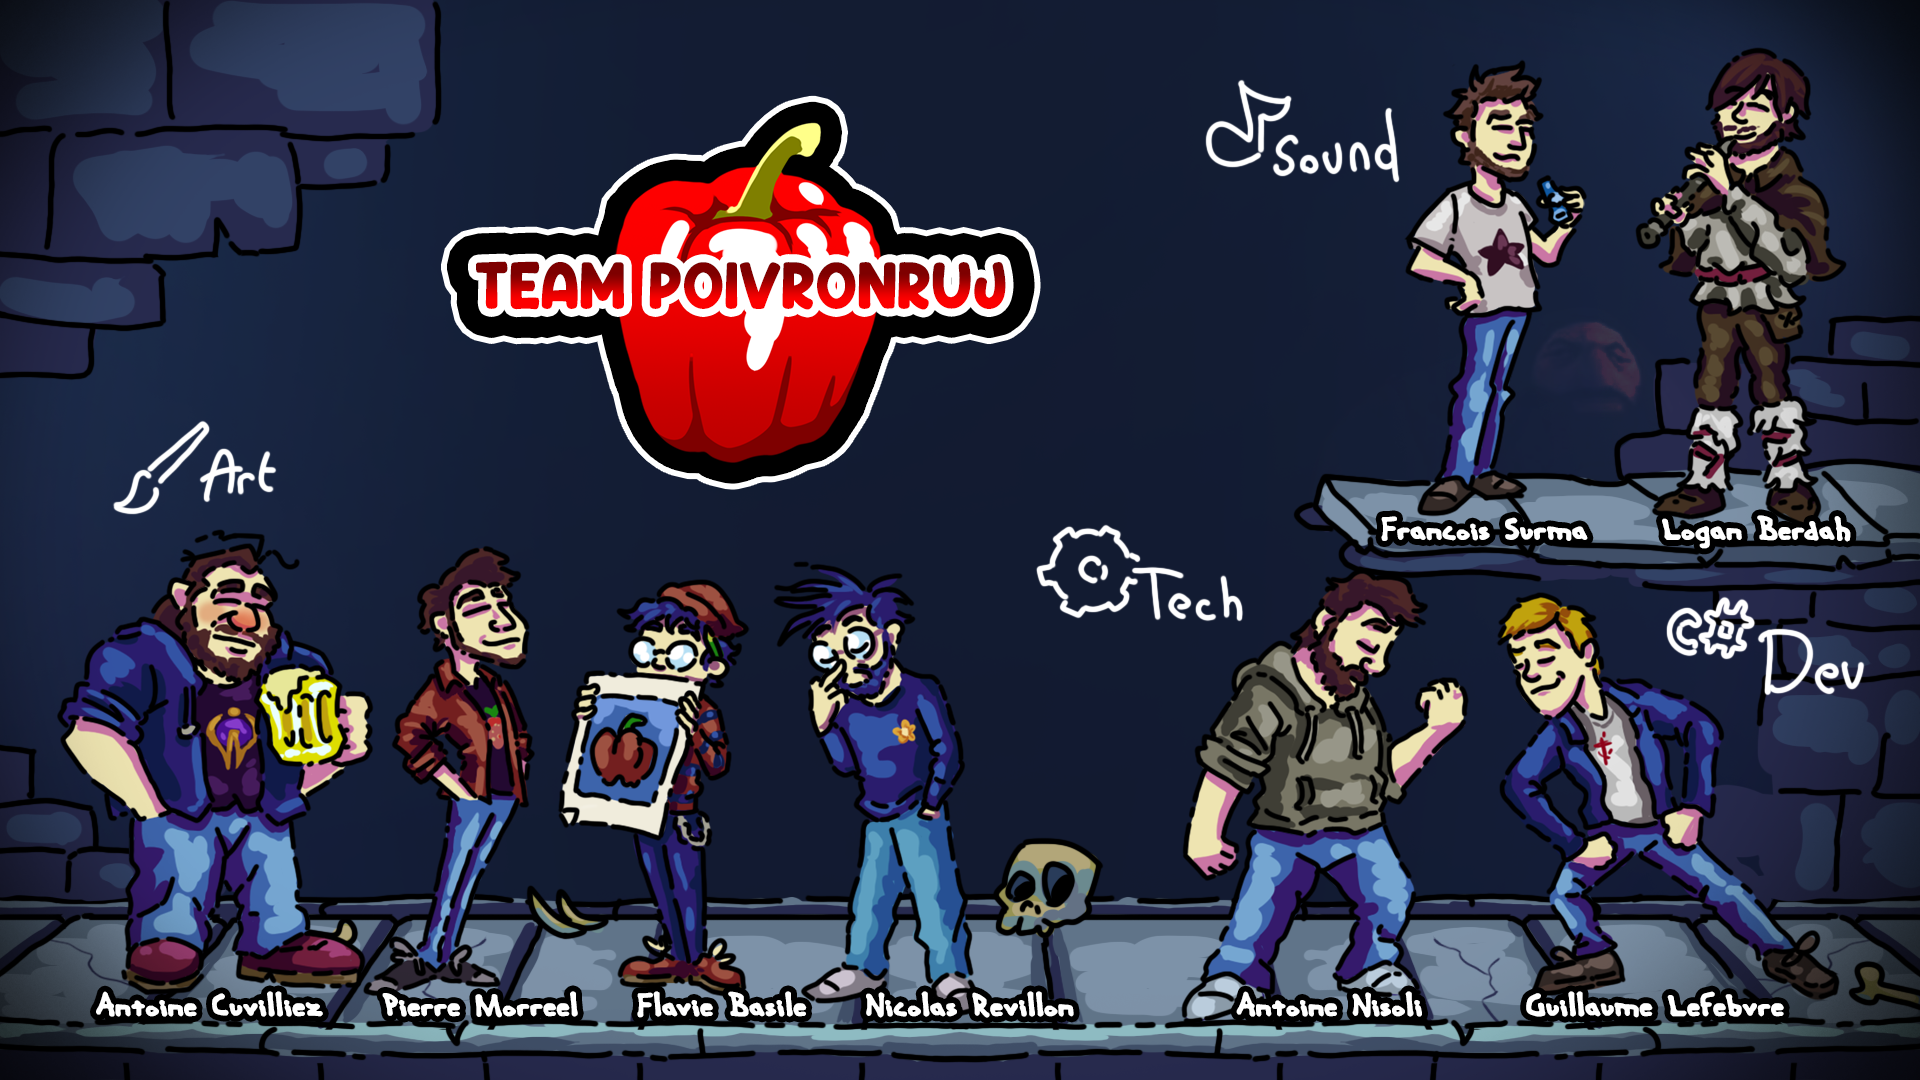 TEAM POIVRONRUJ
Sound
Francois Surma
Logan Berdah
Art
Antoine Cuvilliez
Pierre Morreel
Flavie Basile
Nicolas Revillon
Tech
Antoine Nisoli
C# Dev
Guillaume Lefebvre